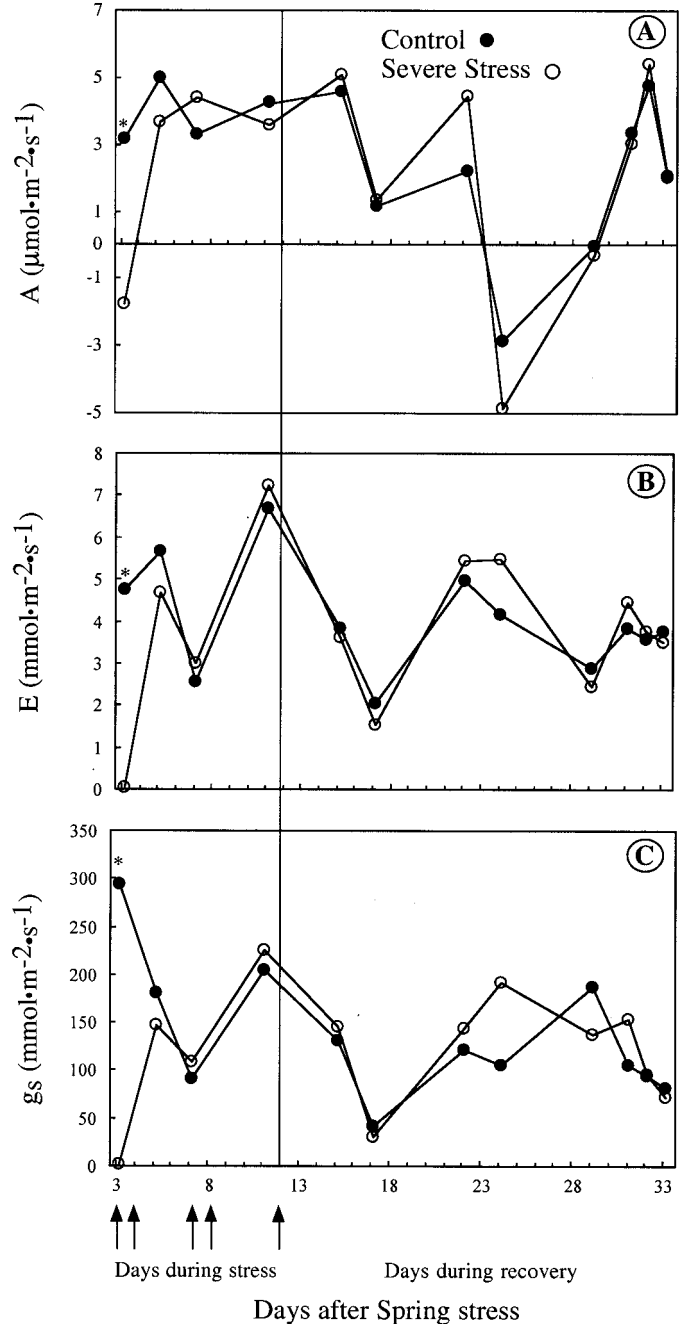 7
5
3
1
0
-1
-3
-5
A (μmol•m-2•s-1)
Control ●
Severe Stress ○
A
*
8
7
6
5
4
3
2
1
0
E (mmol•m-2•s-1)
B
*
350
300
250
200
150
100
50
0
gs (mmol•m-2•s-1)
C
*
3 8 13 18 23 28 33
Days during stress Days during recovery
Days after Spring stress